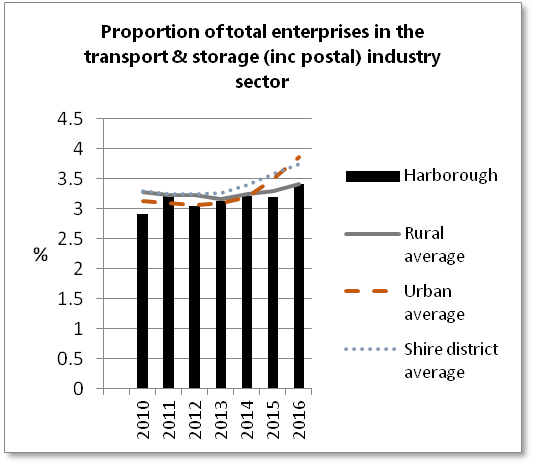 Proportion of total enterprises in the
transport & storage (inc postal) industry
sector
4.5
4
3.5
3
2.5
2
1.5
1
0.5
0
%
2010
2011
2012
2013
2014
2015
2016
Harborough
Rural
average
Urban
average
Shire district
average